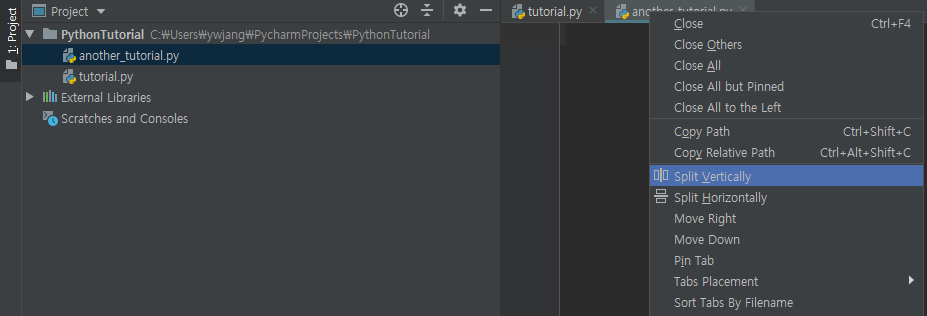 1: Project
Project
PythonTutorial C:₩Users₩ywjang₩PycharmProjects₩PythonTutorial
another_tutorial.py
tutorial.py
External Libraries
Scratches and Consoles
tutorial.py
another_tutorial.py
Close Ctrl+F4
Close Others
Close All
Close All but Pinned
Close All to the Left
Copy Path Ctrl+Shift+C
Copy Relative Path Ctrl+Alt+Shift+C
Split Vertically
Split Horizontally
Move Right
Move Down
Pin Tab
Tabs Placement
Sort Tabs By Filename